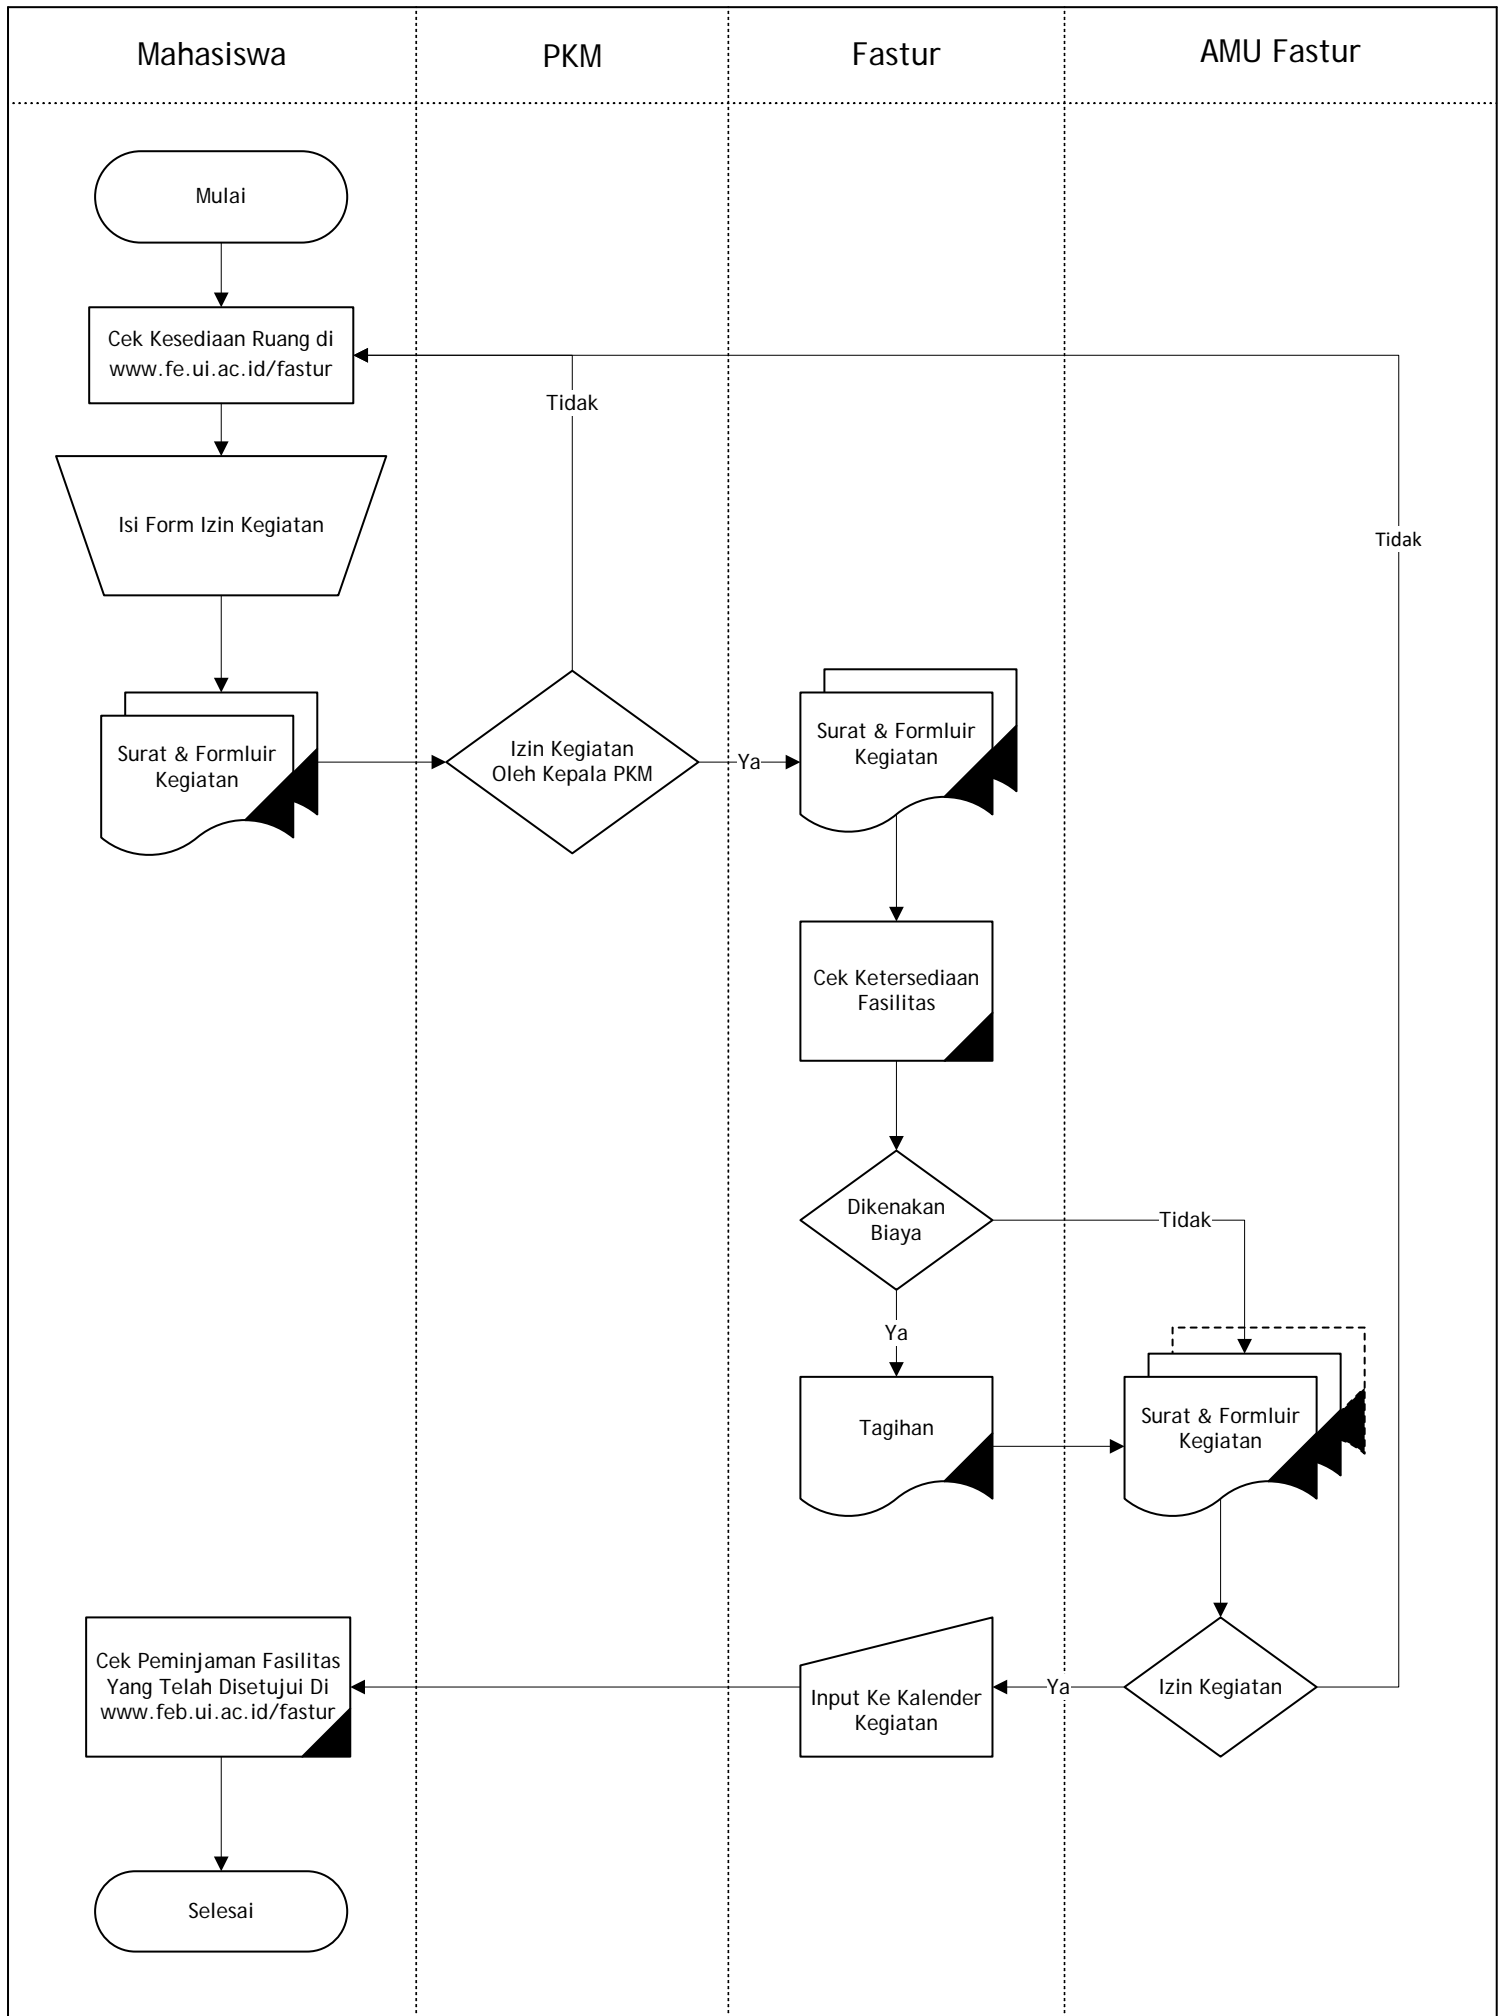 Mahasiswa
PKM
Fastur
AMU Fastur
Mulai
Cek Kesediaan Ruang di
www.fe.ui.ac.id/fastur
Tidak
Isi Form Izin Kegiatan
Tidak
Surat & Formluir
Kegiatan
Izin Kegiatan
Oleh Kepala PKM
Ya
Surat & Formluir
Kegiatan
Cek Ketersediaan
Fasilitas
Dikenakan
Biaya
Tidak
Ya
Tagihan
Surat & Formluir
Kegiatan
Cek Peminjaman Fasilitas
Yang Telah Disetujui Di
www.feb.ui.ac.id/fastur
Input Ke Kalender
Kegiatan
Ya
Izin Kegiatan
Selesai